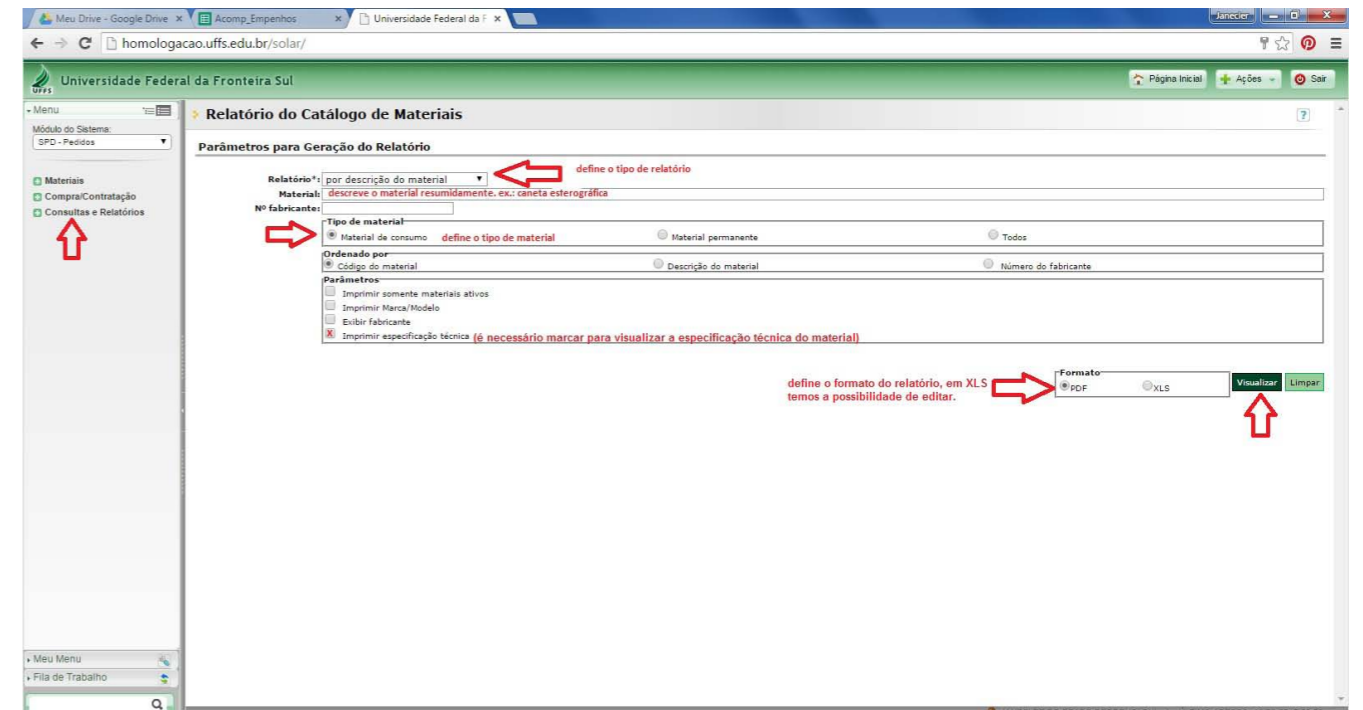 Meu Drive - Google Drive
Acomp_Empenhos
Universidade Federal da F
Janecler
homologacao.uffs.edu.br/solar/
UFFS
Universidade Federal da Fronteira Sul
Página Inicial
Ações
Sair
Menu
Módulo do Sistema:
SPD - Pedidos
Materiais
Compra/Contratação
Consultas e Relatórios
Relatório do Catálogo de Materiais
?
Parâmetros para Geração do Relatório
Relatório*: por descrição do material define o tipo de relatório
Material: descreve o material resumidamente. ex.: caneta esterográfica
Nº fabricante:
Tipo de material
Material de consumo define o tipo de material Material permanente Todos
Ordenado por
Código do material Descrição do material Número do fabricante
Parâmetros
Imprimir somente materiais ativos
Imprimir Marca/Modelo
Exibir fabricante
Imprimir especificação técnica (é necessário marcar para visualizar a especificação técnica do material)
define o formato do relatório, em XLS
temos a possibilidade de editar.
Formato
PDF XLS
Visualizar Limpar
Meu Menu
Fila de Trabalho